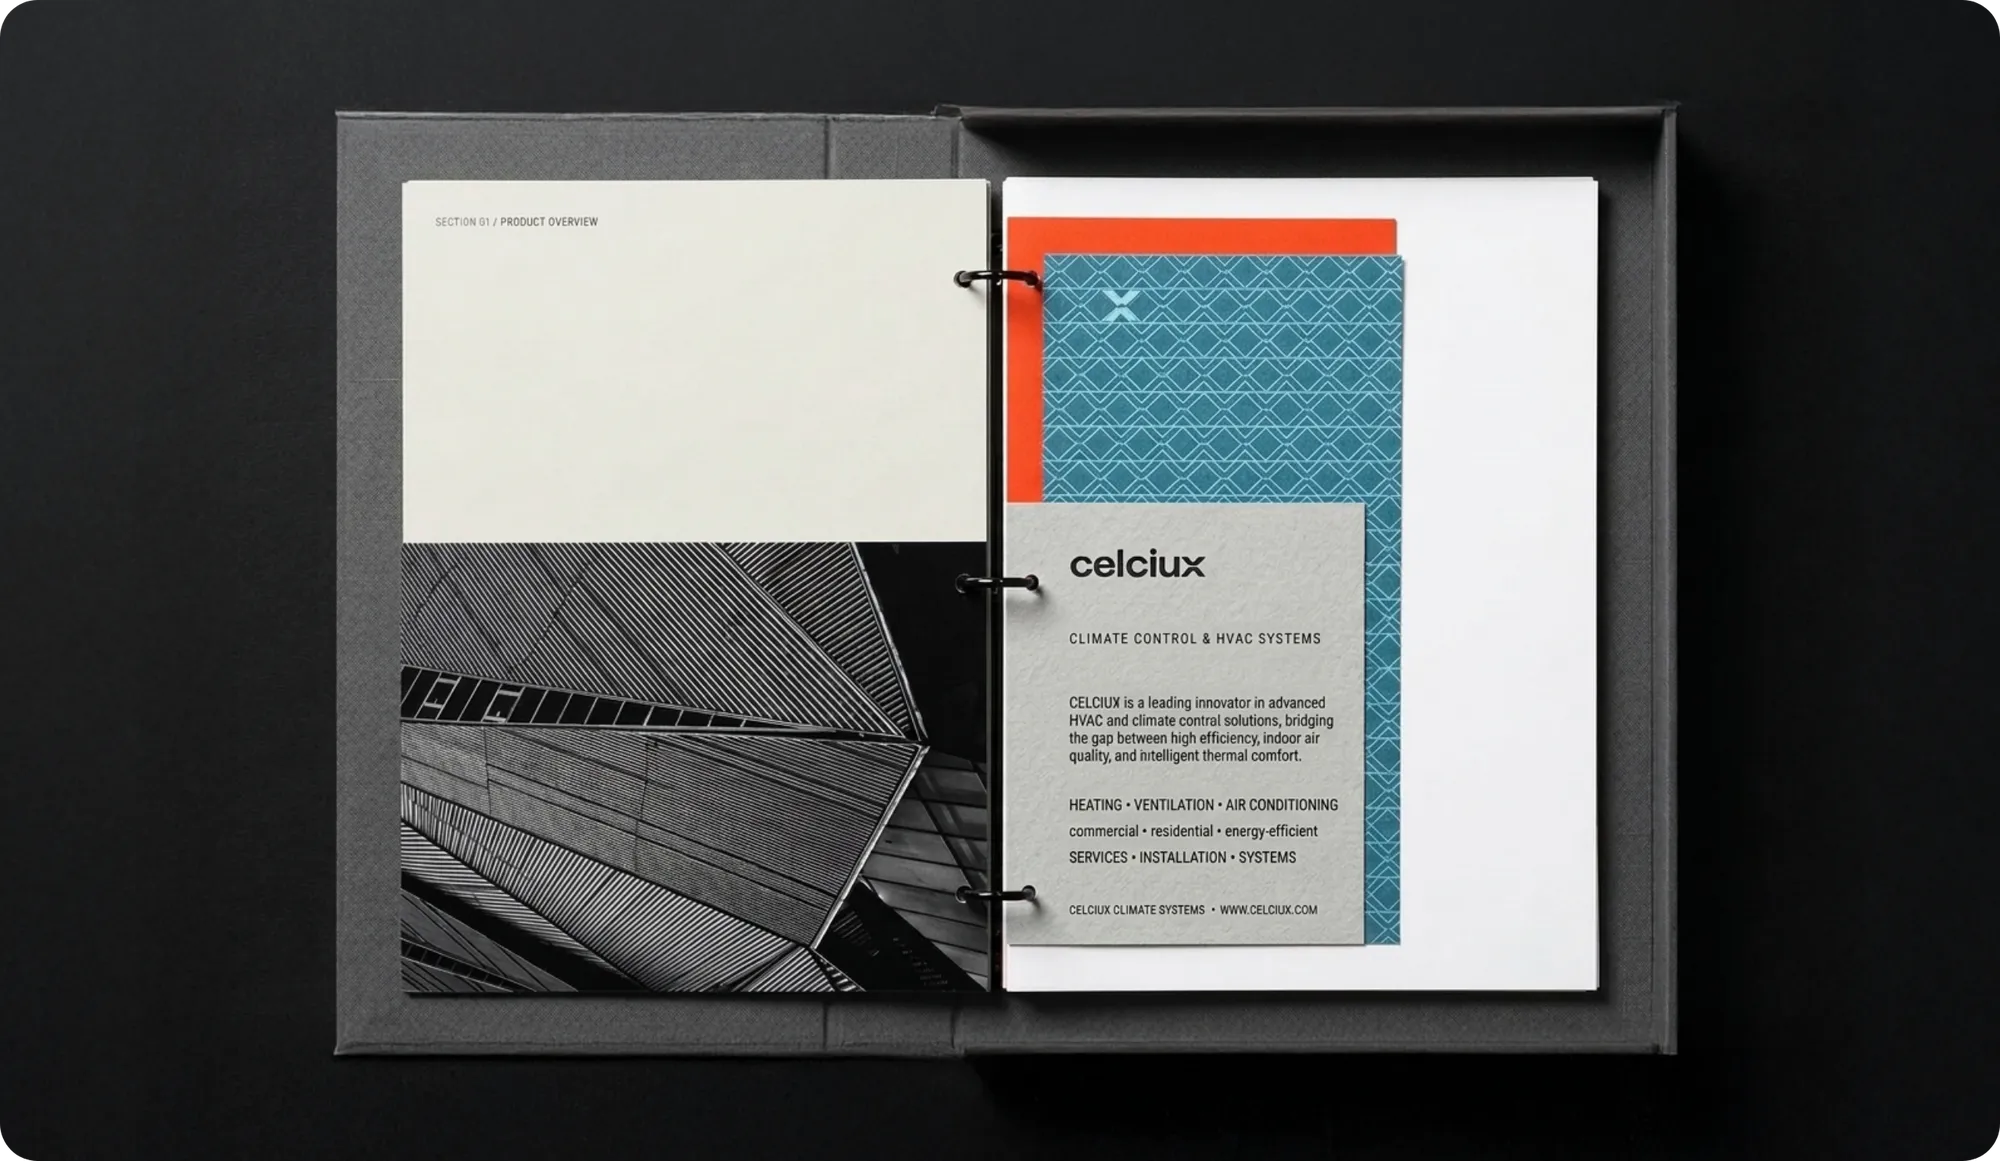 SECTION G1 / PRODUCT OVERVIEW
celciux
CLIMATE CONTROL & HVAC SYSTEMS
CELCIUX is a leading innovator in advanced
HVAC and climate control solutions, bridging
the gap between high efficiency, indoor air
quality, and intelligent thermal comfort.
HEATING • VENTILATION • AIR CONDITIONING
commercial • residential • energy-efficient
SERVICES • INSTALLATION • SYSTEMS
CELCIUX CLIMATE SYSTEMS • WWW.CELCIUX.COM